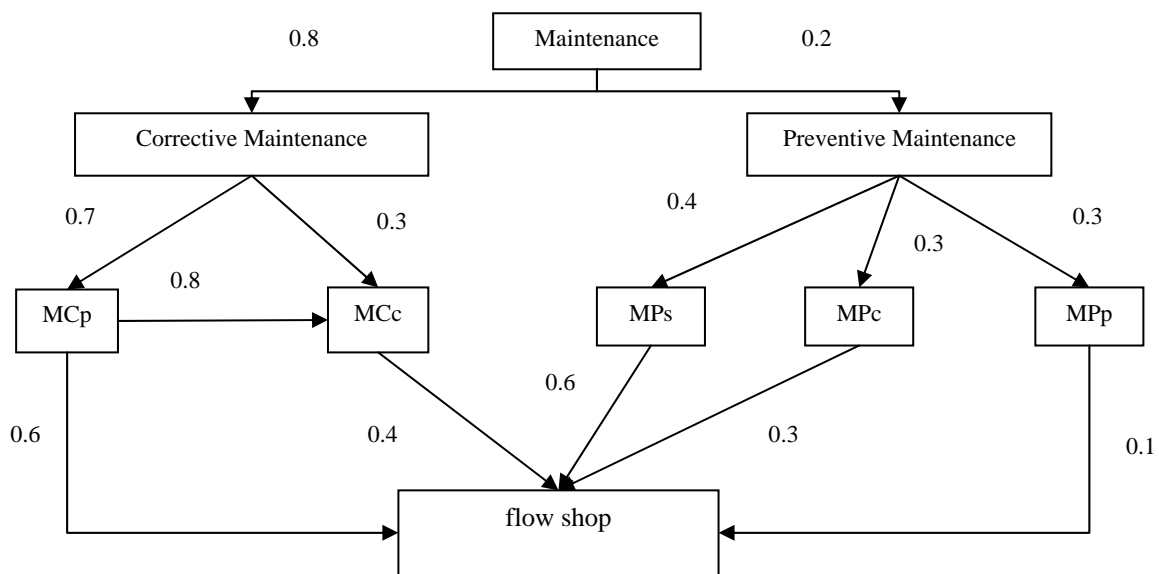 0.8
Maintenance
0.2
Corrective Maintenance
Preventive Maintenance
0.7
0.3
0.4
0.3
0.3
0.8
MCp
MCc
MPs
MPc
MPp
0.6
0.4
0.6
0.3
0.1
flow shop